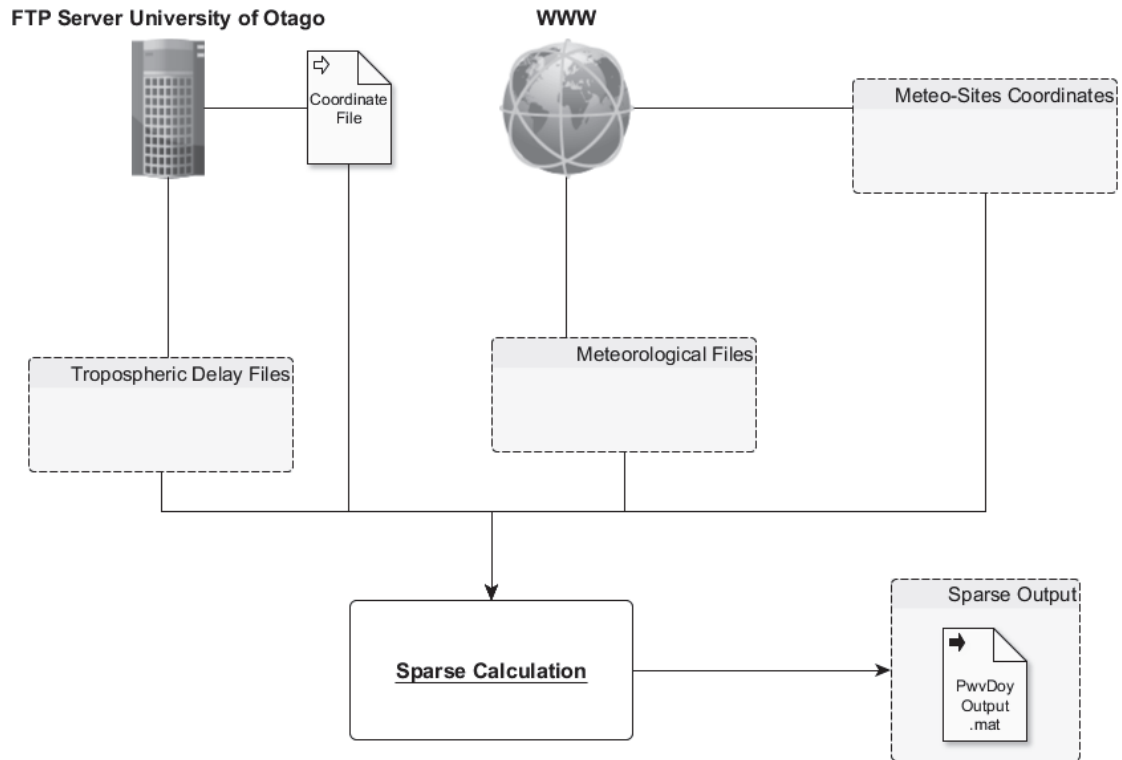 FTP Server University of Otago
WWW
Coordinate
File
Meteo-Sites Coordinates
Tropospheric Delay Files
Meteorological Files
Sparse Calculation
Sparse Output
PwvDoy
Output
.mat